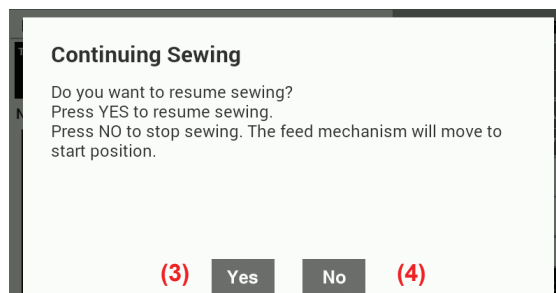 Continuing Sewing
Do you want to resume sewing?
Press YES to resume sewing.
Press NO to stop sewing. The feed mechanism will move to
start position.
(3) Yes No (4)